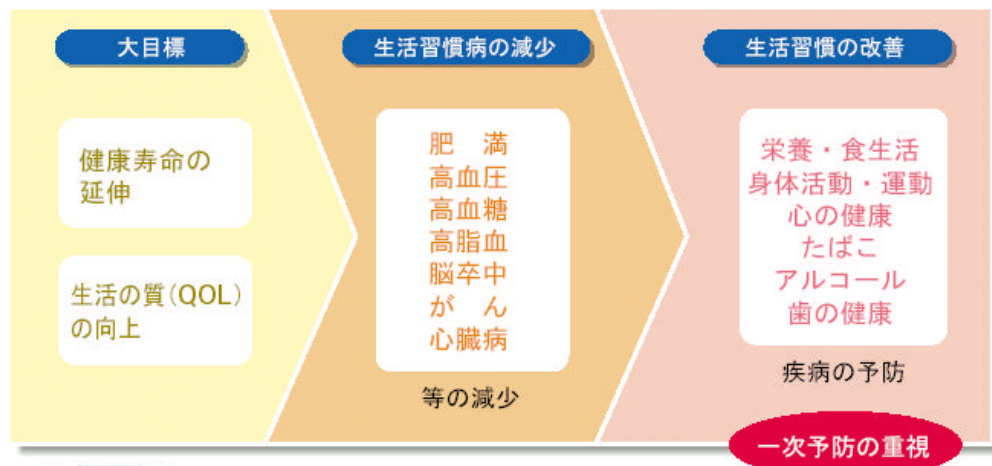 大目標
健康寿命の
延伸
生活の質(QOL)
の向上
生活習慣病の減少
肥 満
高血圧
高血糖
高脂血
脳卒中
が ん
心臓病
等の減少
生活習慣の改善
栄養・食生活
身体活動・運動
心の健康
たばこ
アルコール
歯の健康
疾病の予防
一次予防の重視